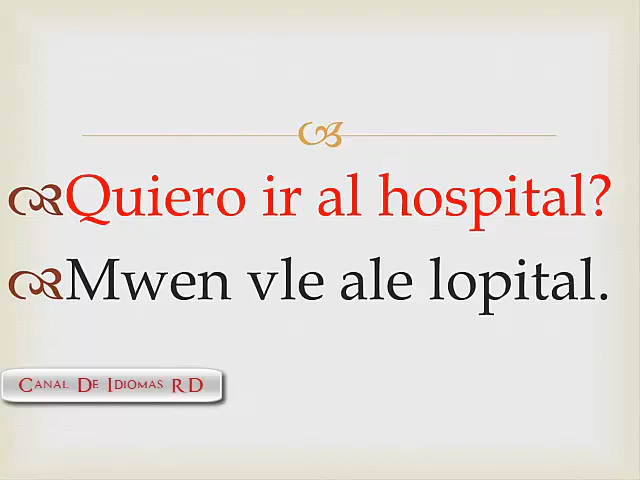 Quiero ir al hospital?
Mwen vle ale lopital.
Canal De Idiomas RD